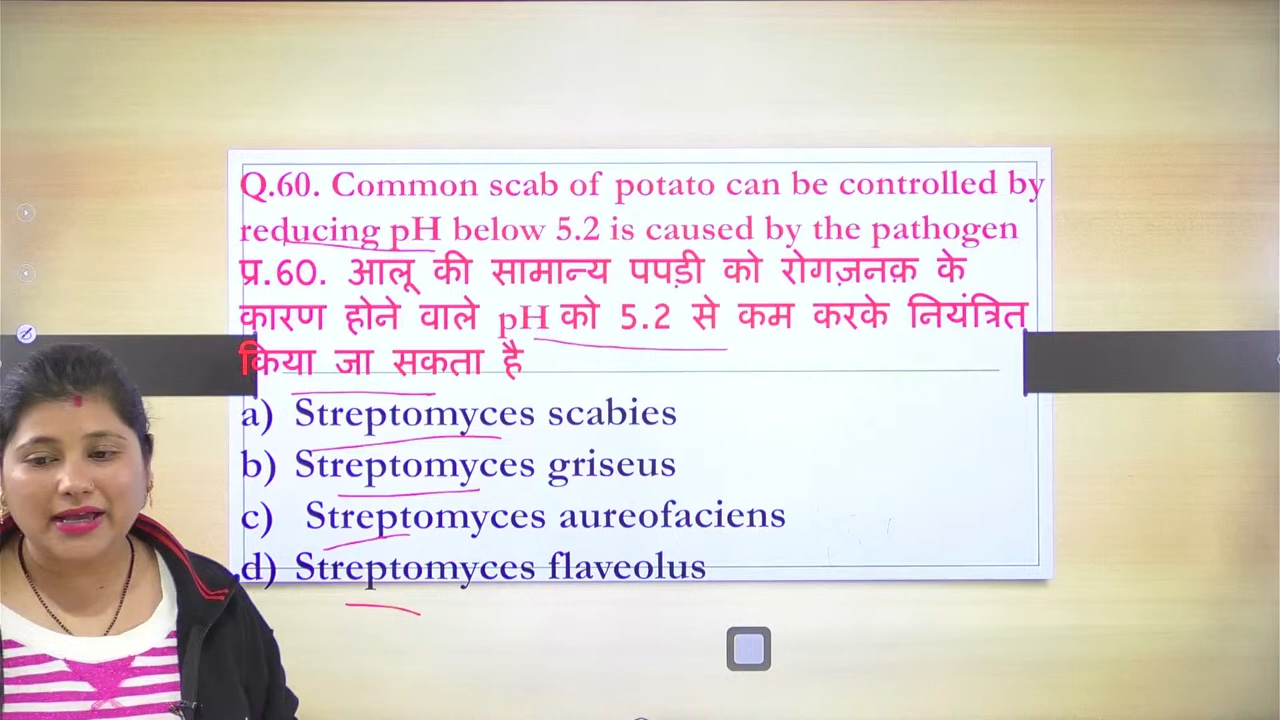 Q.60. Common scab of potato can be controlled by
reducing pH below 5.2 is caused by the pathogen
प्र.60. आलू की सामान्य पपड़ी को रोगज़नक़ के
कारण होने वाले pH को 5.2 से कम करके नियंत्रित
किया जा सकता है
a) Streptomyces scabies
b) Streptomyces griseus
c) Streptomyces aureofaciens
d) Streptomyces flaveolus